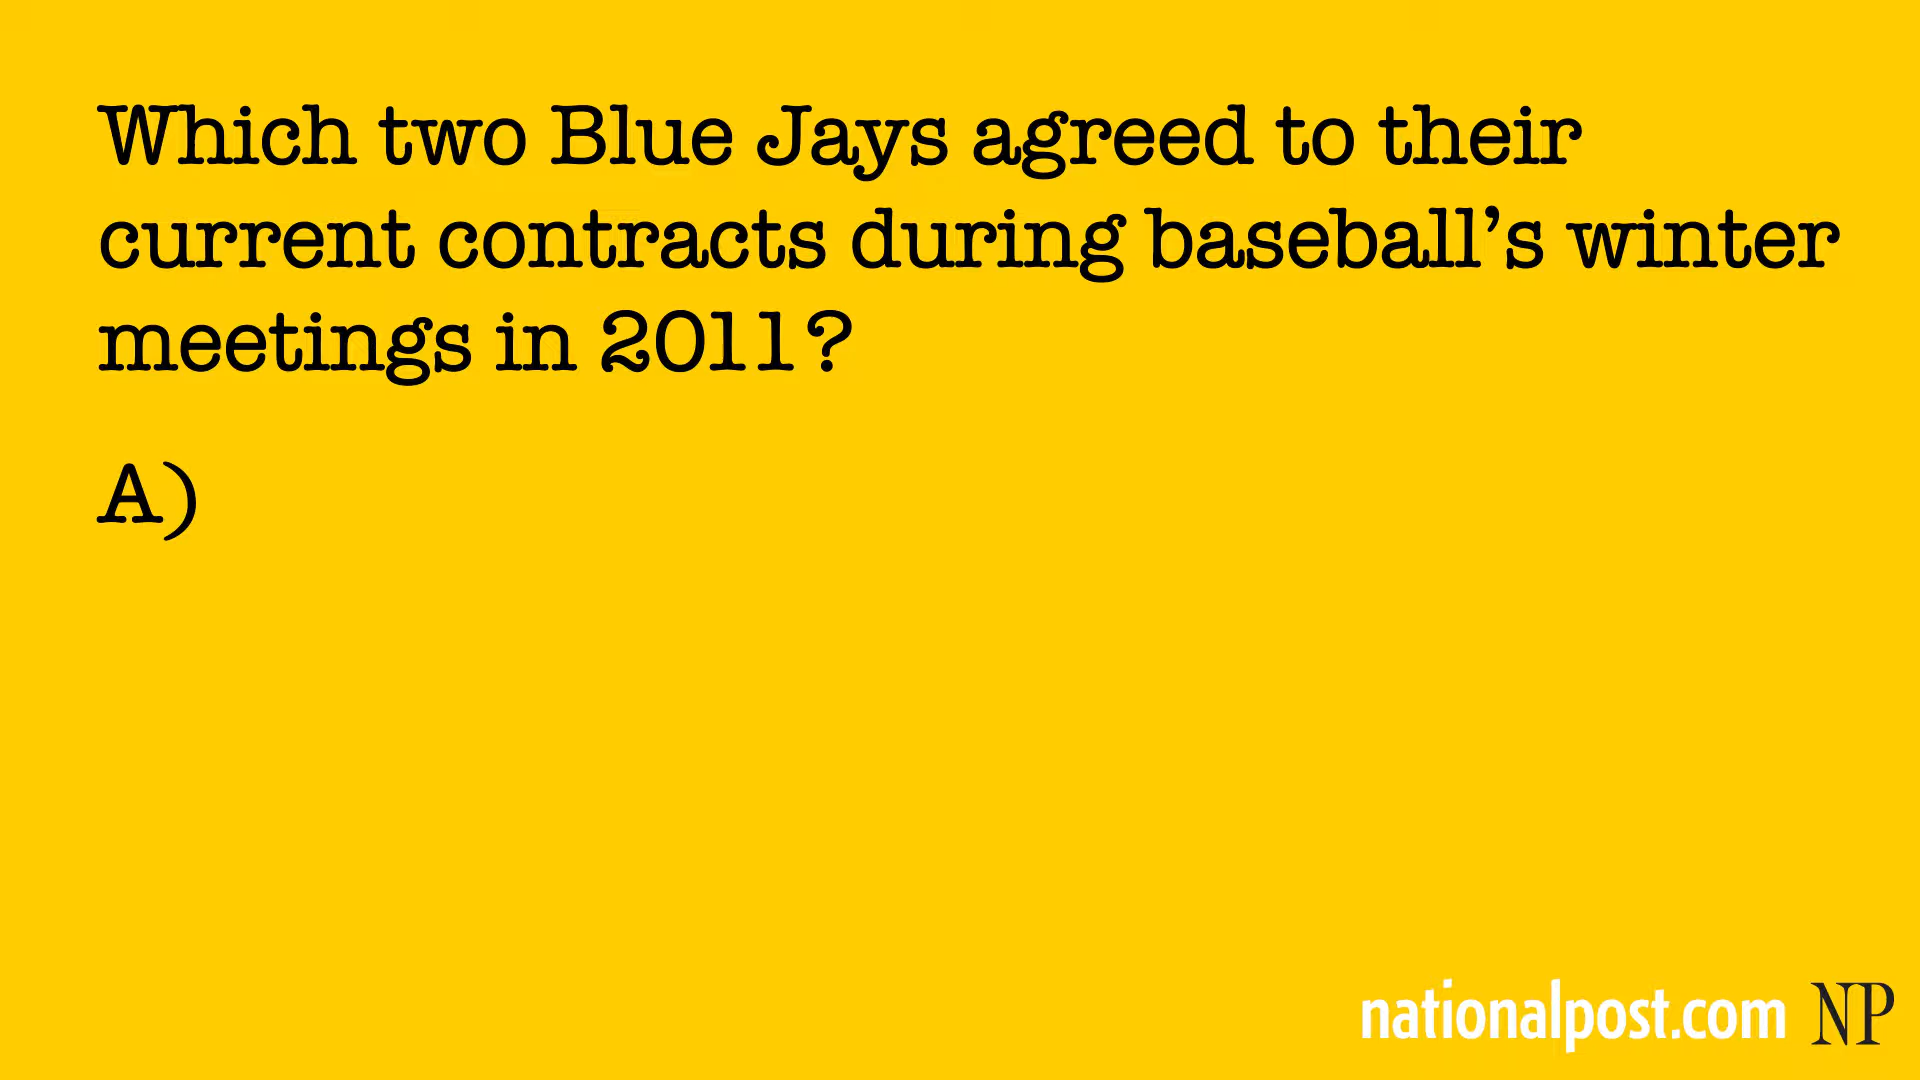 Which two Blue Jays agreed to their
current contracts during baseball’s winter
meetings in 2011?
A)
nationalpost.com NP